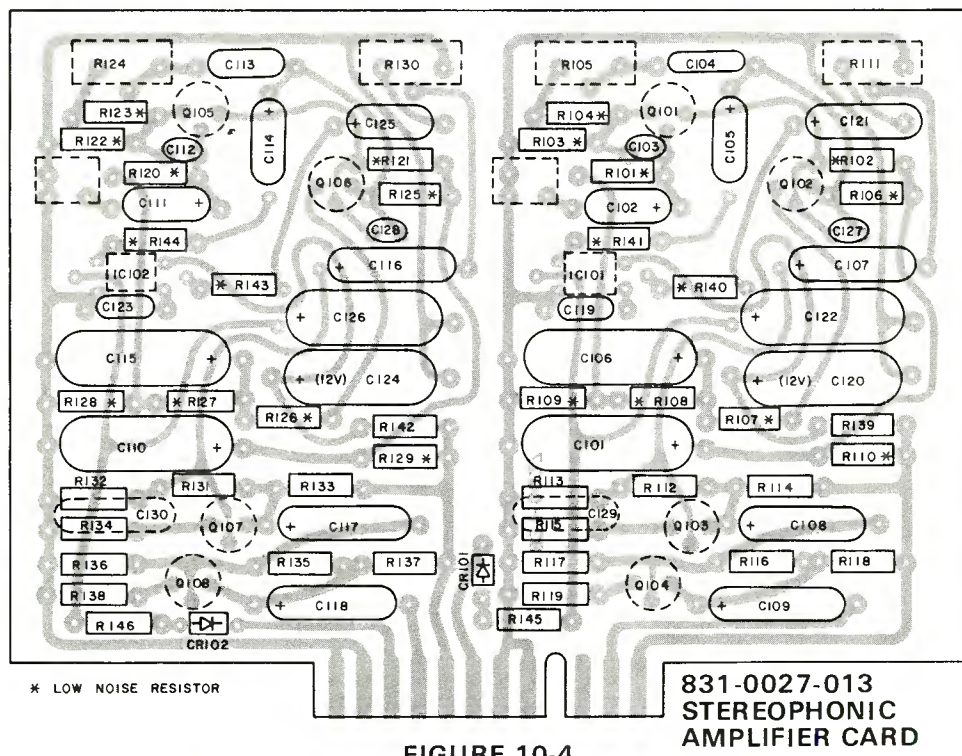 R124 C113 R130 R105 C104 R111
R123* Q105 C114 + C125 + R104* Q101 C105 + C121 +
R122* C112 *R121 R103* C103 *R102
R120 * Q106 R125 * R101* Q102 R106 *
C111 + C128 C102 + C127
* R144 C116 + * R141 C107 +
IC102 * R143 IC101 * R140
C123 C126 + C119 C122 +
C115 + + (12V) C124 C106 + + (12V) C120
R128 * * R127 R126 * R142 R109 * * R108 R107 * R139
C110 + R129 * C101 + R110 *
R132 R131 R133 R113 R112 R114
C130 C129
R134 Q107 + C117 R115 Q103 + C108
R136 R135 R137 CR101 R117 R116 R118
R138 Q108 + C118 R119 Q104 + C109
R146 CR102 R145
* LOW NOISE RESISTOR
831-0027-013
STEREOPHONIC
AMPLIFIER CARD
FIGURE 10-4